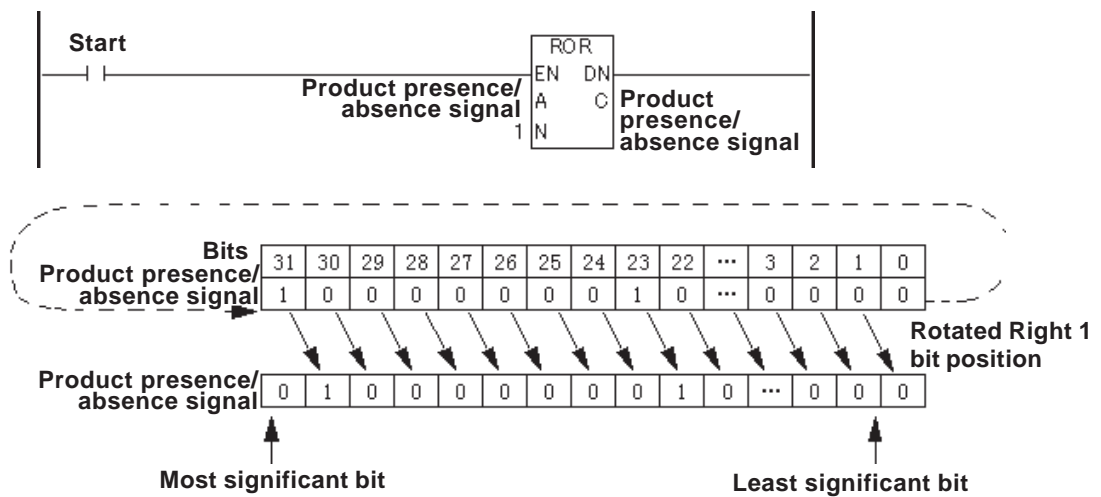 Start
ROR
EN DN
Product presence/
absence signal
A C
Product
presence/
absence signal
1 N
Bits 31 30 29 28 27 26 25 24 23 22 ... 3 2 1 0
Product presence/
absence signal 1 0 0 0 0 0 0 0 1 0 ... 0 0 0 0
Rotated Right 1
bit position
Product presence/
absence signal 0 1 0 0 0 0 0 0 0 1 0 ... 0 0 0
Most significant bit
Least significant bit